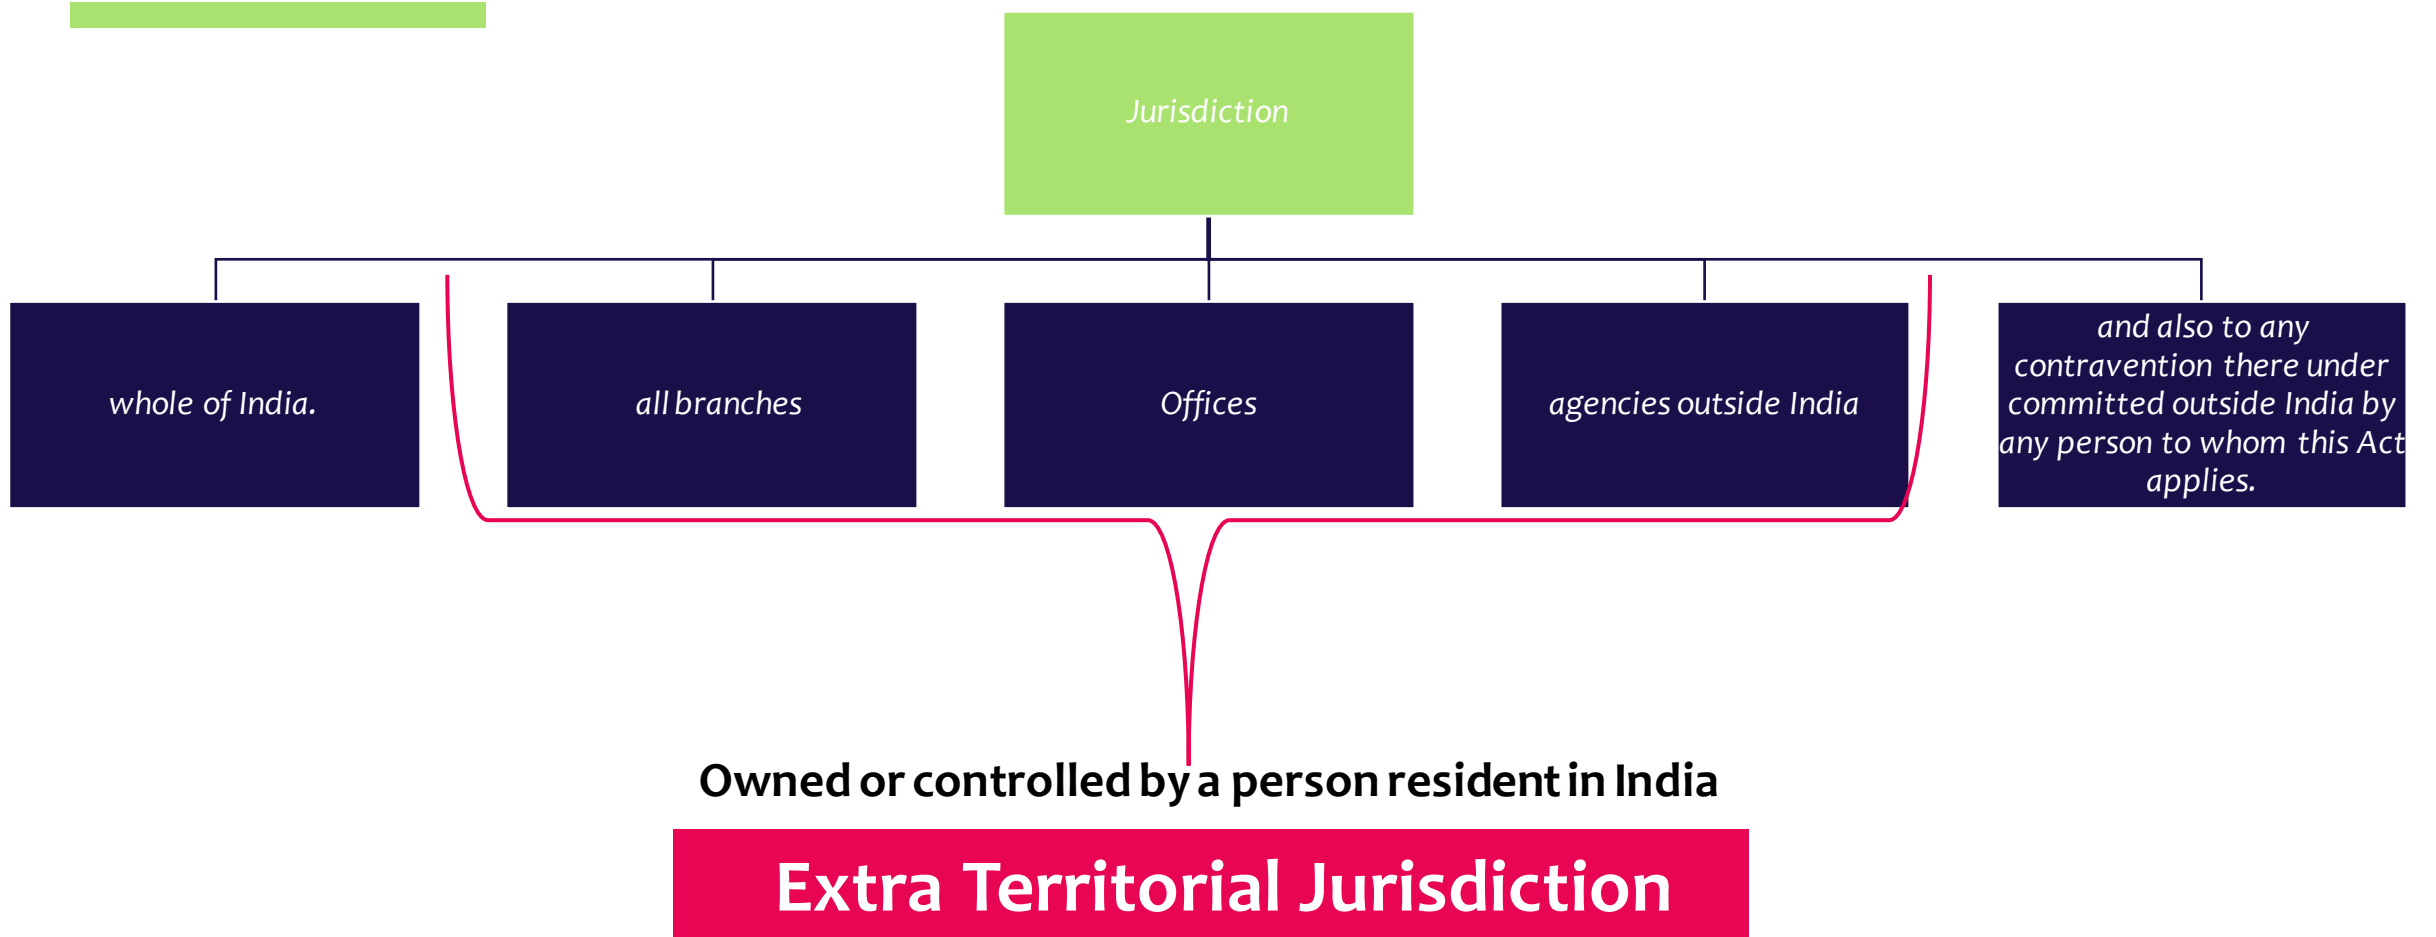 Jurisdiction
whole of India.
all branches
Offices
agencies outside India
and also to any
contravention there under
committed outside India by
any person to whom this Act
applies.
Owned or controlled by a person resident in India
Extra Territorial Jurisdiction